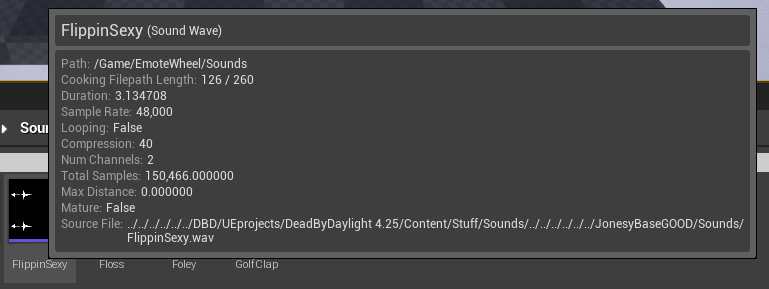 FlippinSexy (Sound Wave)
Path: /Game/EmoteWheel/Sounds
Cooking Filepath Length: 126 / 260
Duration: 3.134708
Sample Rate: 48,000
Looping: False
Compression: 40
Num Channels: 2
Total Samples: 150,466.000000
Max Distance: 0.000000
Mature: False
Source File: ../../../../../../DBD/UEprojects/DeadByDaylight 4.25/Content/Stuff/Sounds/../../../../../../JonesyBaseGOOD/Sounds/
FlippinSexy.wav
Sou
FlippinSexy Floss Foley GolfClap